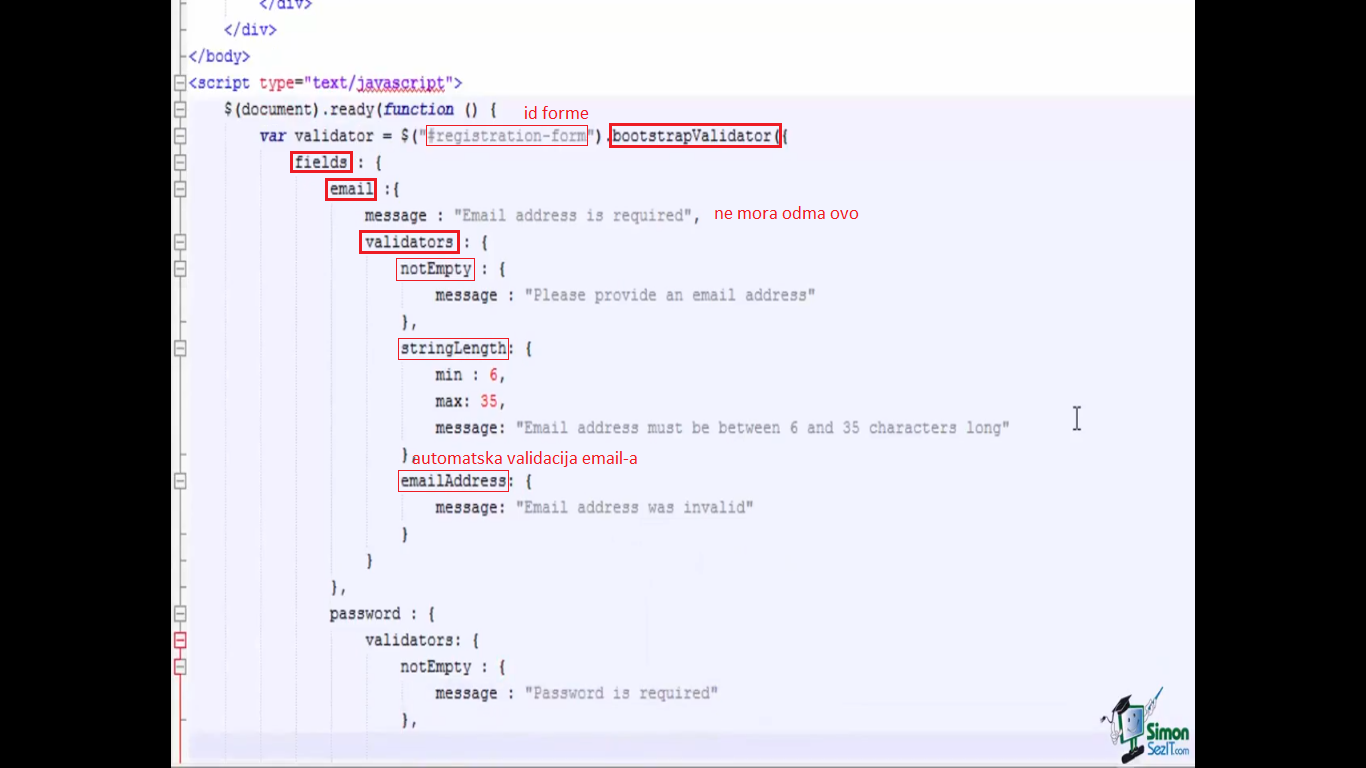 </div>
</div>
</body>
<script type="text/javascript">
$(document).ready(function () {
id forme
var validator = $("#registration-form").bootstrapValidator({
fields : {
email :{
message : "Email address is required", ne mora odma ovo
validators : {
notEmpty : {
message : "Please provide an email address"
},
stringLength: {
min : 6,
max: 35,
message: "Email address must be between 6 and 35 characters long"
}, automatska validacija email-a
emailAddress: {
message: "Email address was invalid"
}
}
},
password : {
validators: {
notEmpty : {
message : "Password is required"
},
Simon
SezIT.com